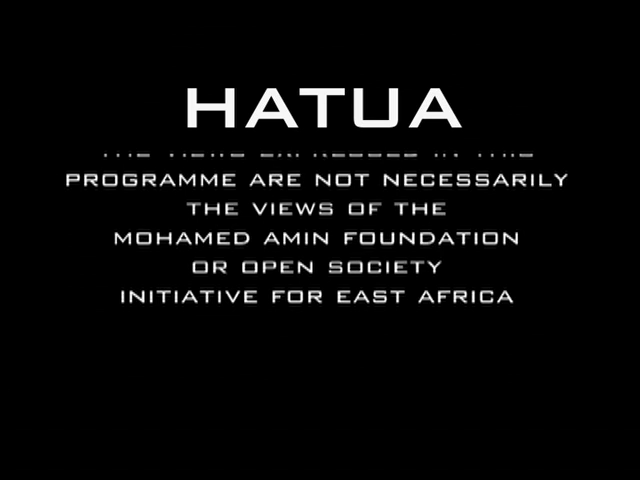 HATUA
PROGRAMME ARE NOT NECESSARILY
THE VIEWS OF THE
MOHAMED AMIN FOUNDATION
OR OPEN SOCIETY
INITIATIVE FOR EAST AFRICA